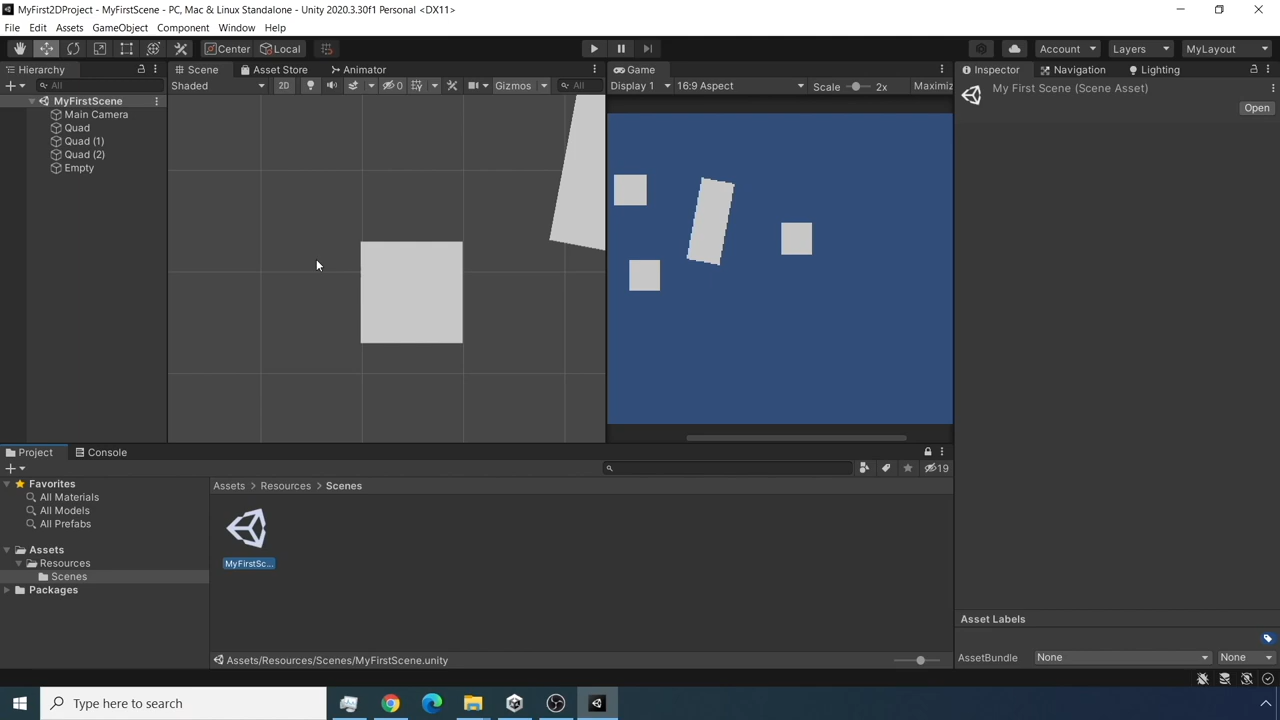 MyFirst2DProject - MyFirstScene - PC, Mac & Linux Standalone - Unity 2020.3.30f1 Personal <DX11>
File Edit Assets GameObject Component Window Help
Center Local Account Layers MyLayout
Hierarchy Scene Asset Store Animator Game Inspector Navigation Lighting
All Shaded 2D 0 Gizmos All Display 1 16:9 Aspect Scale 2x Maximiz
My First Scene (Scene Asset)
Open
MyFirstScene
Main Camera
Quad
Quad (1)
Quad (2)
Empty
Project Console
19
Favorites Assets > Resources > Scenes
All Materials
All Models
All Prefabs
Assets
Resources
Scenes
Packages
MyFirstSc...
Assets/Resources/Scenes/MyFirstScene.unity
Asset Labels
AssetBundle None None
Type here to search